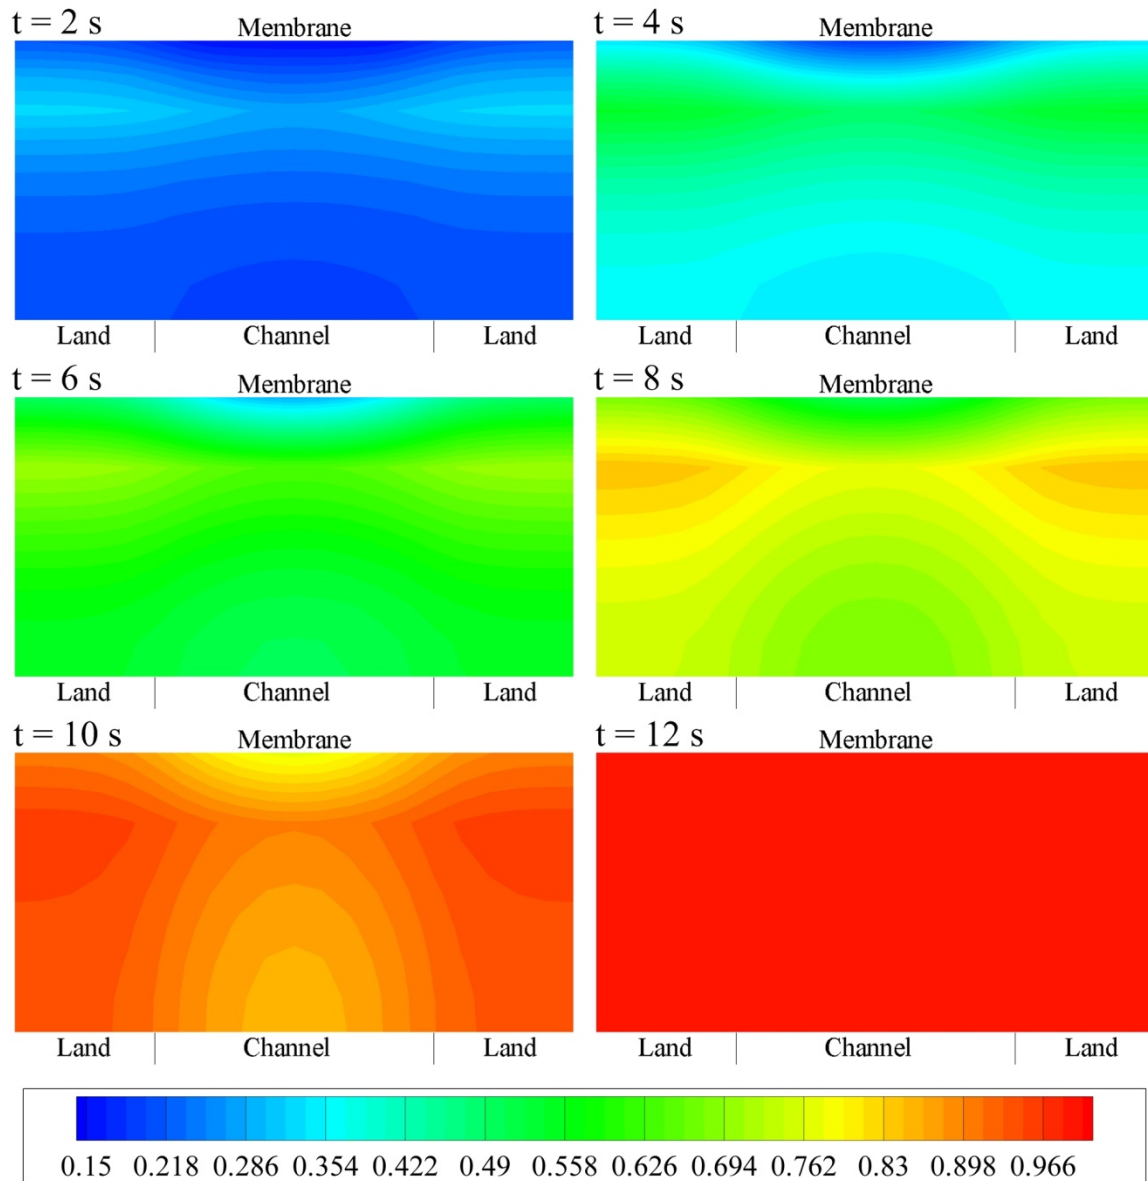 t = 2 s Membrane
t = 4 s Membrane
Land Channel Land
Land Channel Land
t = 6 s Membrane
t = 8 s Membrane
Land Channel Land
Land Channel Land
t = 10 s Membrane
t = 12 s Membrane
Land Channel Land
Land Channel Land
0.15 0.218 0.286 0.354 0.422 0.49 0.558 0.626 0.694 0.762 0.83 0.898 0.966